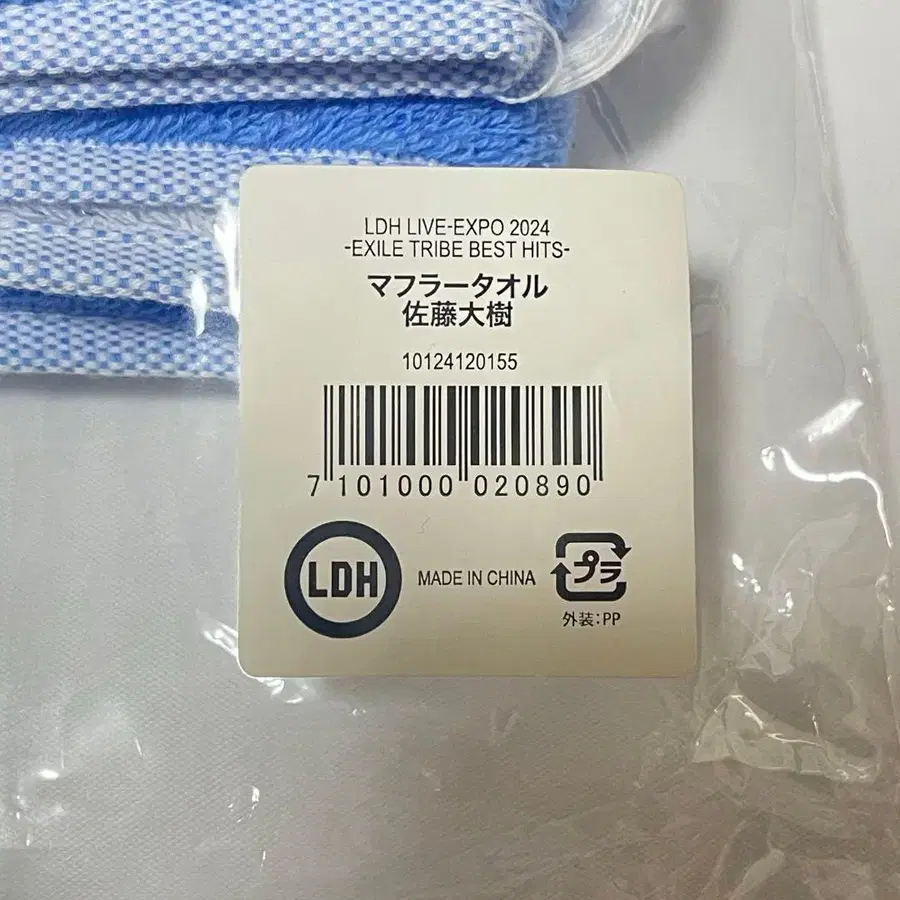 LDH LIVE-EXPO 2024
-EXILE TRIBE BEST HITS-
マフラータオル
佐藤大樹
10124120155
7 101000 020890
LDH
MADE IN CHINA
プラ
外装:PP